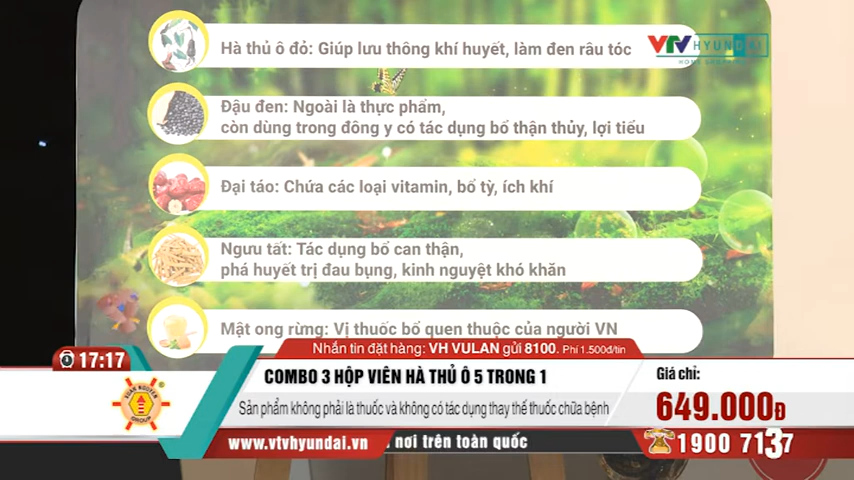 Hà thủ ô đỏ: Giúp lưu thông khí huyết, làm đen râu tóc
VTV HYUNDAI
HOME SHOPPING
Đậu đen: Ngoài là thực phẩm,
còn dùng trong đông y có tác dụng bổ thận thủy, lợi tiểu
Đại táo: Chứa các loại vitamin, bổ tỳ, ích khí
Ngưu tất: Tác dụng bổ can thận,
phá huyết trị đau bụng, kinh nguyệt khó khăn
Mật ong rừng: Vị thuốc bổ quen thuộc của người VN
17:17
Nhắn tin đặt hàng: VH VULAN gửi 8100. Phí 1.500đ/tin
COMBO 3 HỘP VIÊN HÀ THỦ Ô 5 TRONG 1
Sản phẩm không phải là thuốc và không có tác dụng thay thế thuốc chữa bệnh
Giá chỉ:
649.000Đ
XUÂN NGUYÊN
GROUP
www.vtvhyundai.vn
nơi trên toàn quốc
1900 7137